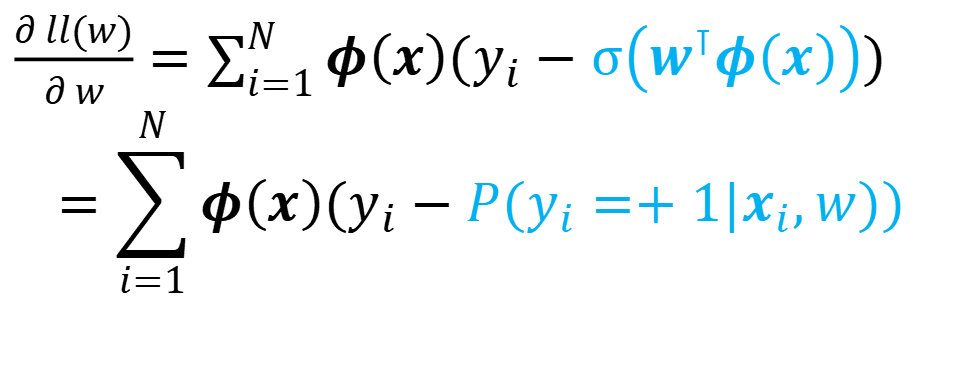 ∂ ll(w)/∂ w = ∑_{i=1}^{N} ϕ(x)(y_i − σ(w^⊺ϕ(x)))
= ∑_{i=1}^{N} ϕ(x)(y_i − P(y_i =+ 1|x_i, w))